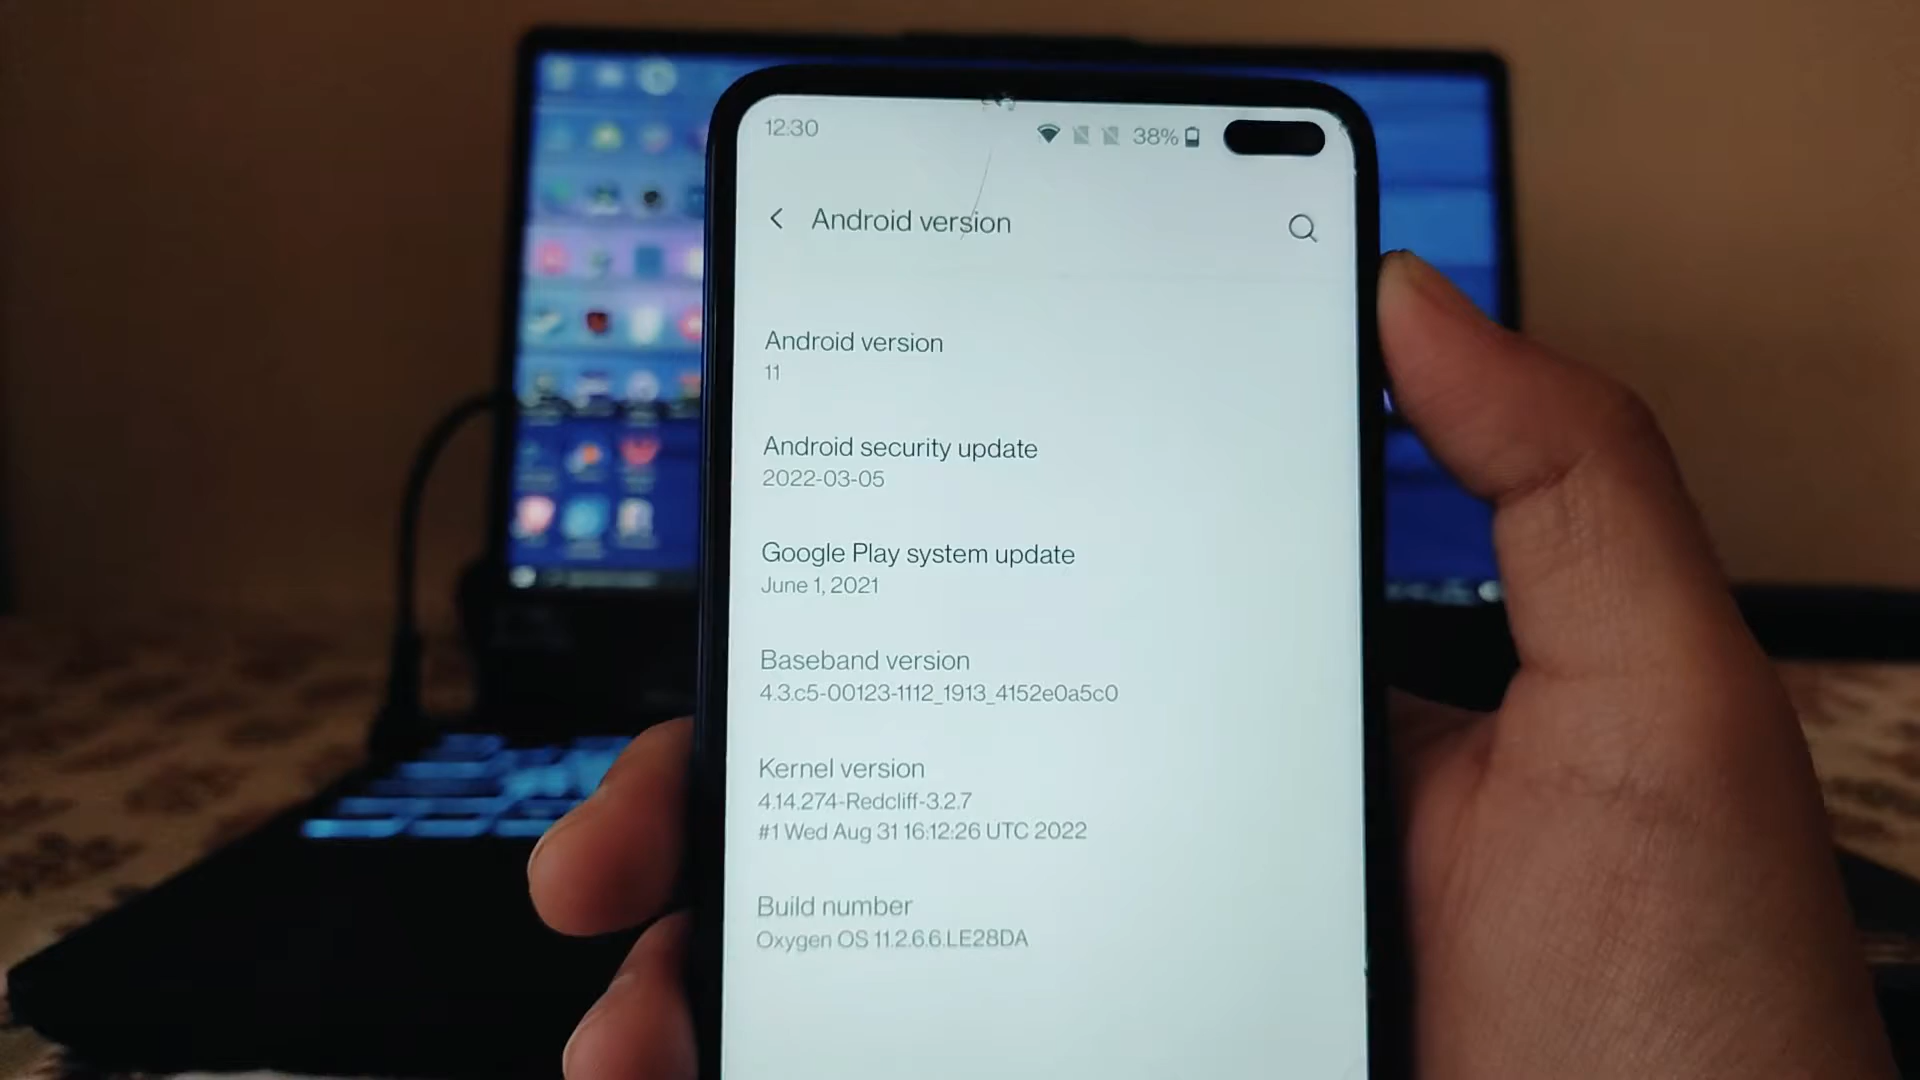 12:30
38%
Android version
Android version
11
Android security update
2022-03-05
Google Play system update
June 1, 2021
Baseband version
4.3.c5-00123-1112_1913_4152e0a5c0
Kernel version
4.14.274-Redcliff-3.2.7
#1 Wed Aug 31 16:12:26 UTC 2022
Build number
Oxygen OS 11.2.6.6.LE28DA